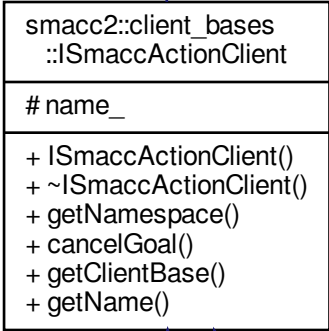 smacc2::client_bases
::ISmaccActionClient
# name_
+ ISmaccActionClient()
+ ~ISmaccActionClient()
+ getNamespace()
+ cancelGoal()
+ getClientBase()
+ getName()